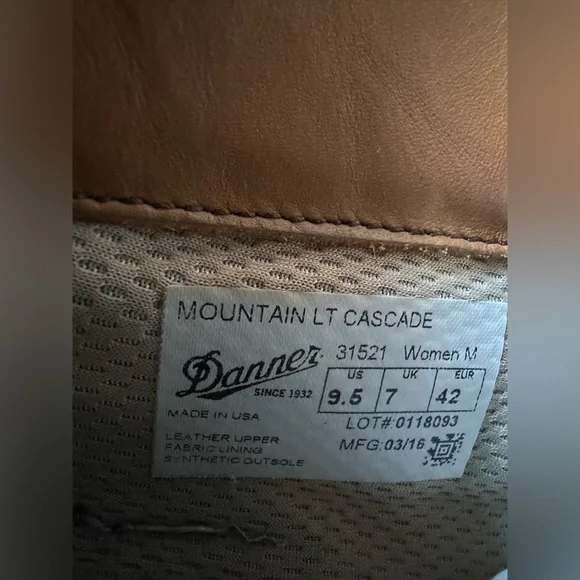 MOUNTAIN LT CASCADE
Danner
SINCE 1932
31521 Women M
US UK EUR
9.5 7 42
LOT#:0118093
MFG:03/16
MADE IN USA
LEATHER UPPER
FABRIC LINING
SYNTHETIC OUTSOLE